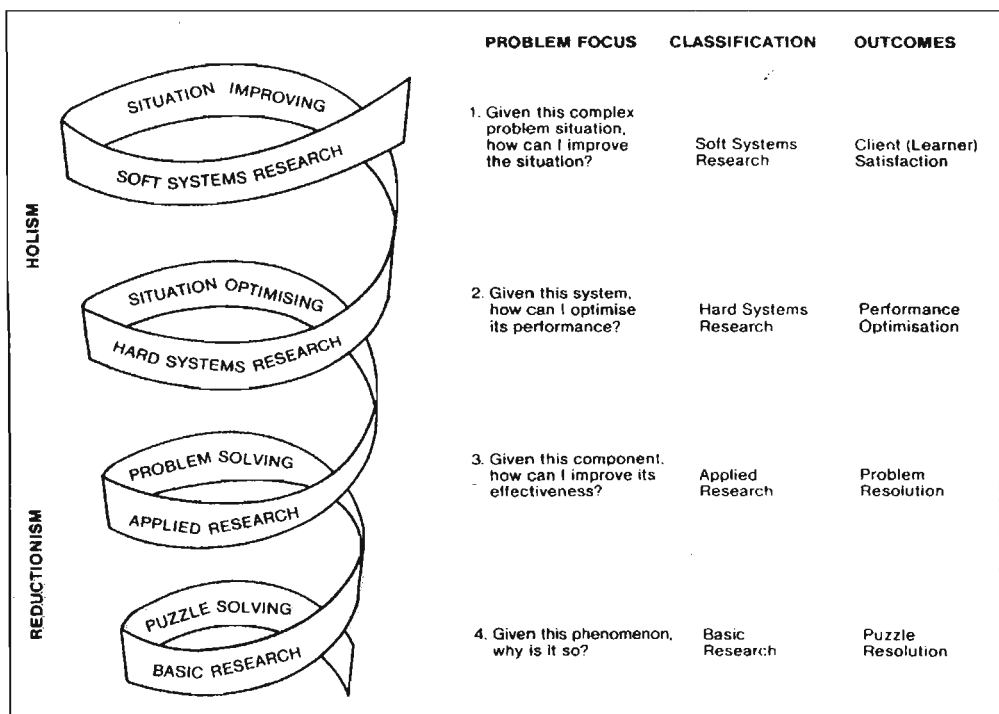 PROBLEM FOCUS CLASSIFICATION OUTCOMES
SITUATION IMPROVING
SOFT SYSTEMS RESEARCH
1. Given this complex
problem situation,
how can I improve
the situation?
Soft Systems
Research
Client (Learner)
Satisfaction
HOLISM
SITUATION OPTIMISING
HARD SYSTEMS RESEARCH
2. Given this system,
how can I optimise
its performance?
Hard Systems
Research
Performance
Optimisation
PROBLEM SOLVING
APPLIED RESEARCH
3. Given this component,
how can I improve its
effectiveness?
Applied
Research
Problem
Resolution
REDUCTIONISM
PUZZLE SOLVING
BASIC RESEARCH
4. Given this phenomenon,
why is it so?
Basic
Research
Puzzle
Resolution